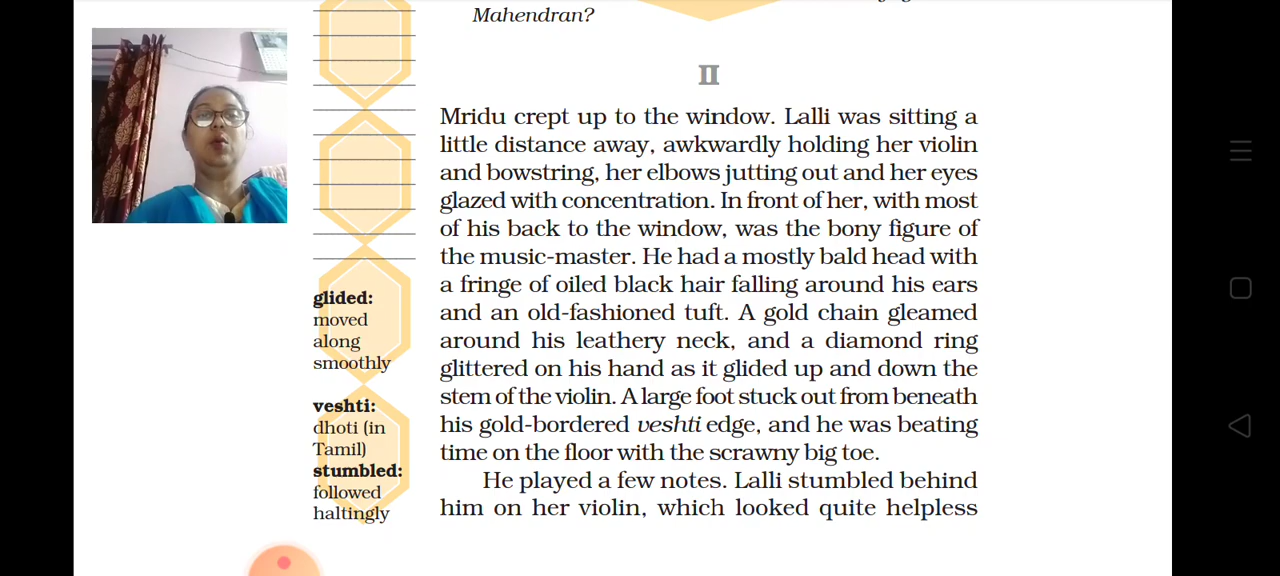 Mahendran?
II
Mridu crept up to the window. Lalli was sitting a
little distance away, awkwardly holding her violin
and bowstring, her elbows jutting out and her eyes
glazed with concentration. In front of her, with most
of his back to the window, was the bony figure of
the music-master. He had a mostly bald head with
a fringe of oiled black hair falling around his ears
and an old-fashioned tuft. A gold chain gleamed
around his leathery neck, and a diamond ring
glittered on his hand as it glided up and down the
stem of the violin. A large foot stuck out from beneath
his gold-bordered veshti edge, and he was beating
time on the floor with the scrawny big toe.
He played a few notes. Lalli stumbled behind
him on her violin, which looked quite helpless
glided:
moved
along
smoothly
veshti:
dhoti (in
Tamil)
stumbled:
followed
haltingly